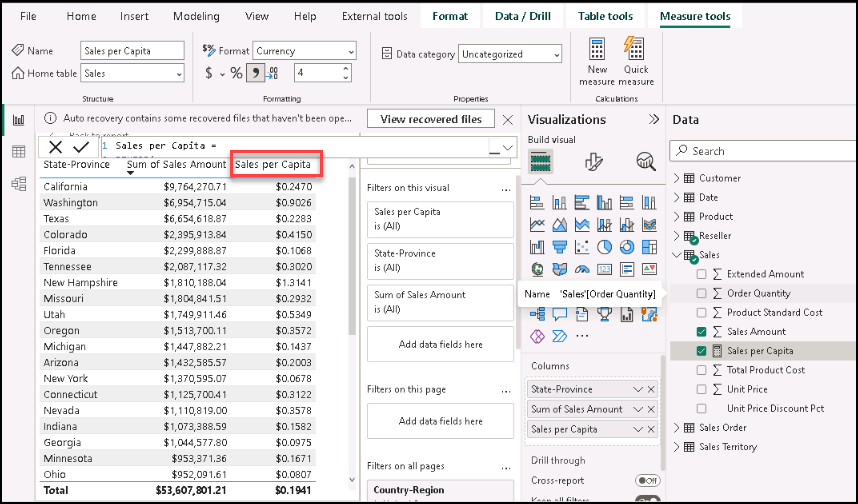 File Home Insert Modeling View Help External tools Format Data / Drill Table tools Measure tools
Name Sales per Capita
Home table Sales
Structure
$% Format Currency
$ % 9 .00 4
Formatting
Data category Uncategorized
Properties
New measure Quick measure
Calculations
Auto recovery contains some recovered files that haven't been ope... View recovered files
Back to report
1 Sales per Capita =
State-Province Sum of Sales Amount Sales per Capita
California $9,764,270.71 $0.2470
Washington $6,954,715.04 $0.9026
Texas $6,654,618.87 $0.2283
Colorado $2,395,913.84 $0.4150
Florida $2,299,888.87 $0.1068
Tennessee $2,087,117.32 $0.3020
New Hampshire $1,810,188.04 $1.3141
Missouri $1,804,841.51 $0.2932
Utah $1,749,911.46 $0.5349
Oregon $1,513,700.11 $0.3572
Michigan $1,447,882.21 $0.1437
Arizona $1,432,585.57 $0.2003
New York $1,370,595.07 $0.0678
Connecticut $1,125,700.41 $0.3122
Nevada $1,110,819.00 $0.3578
Indiana $1,073,388.59 $0.1582
Georgia $1,044,577.80 $0.0975
Minnesota $953,371.36 $0.1671
Ohio $952,091.61 $0.0807
Total $53,607,801.21 $0.1941
Filters on this visual ...
Sales per Capita
is (All)
State-Province
is (All)
Sum of Sales Amount
is (All)
Add data fields here
Filters on this page ...
Add data fields here
Filters on all pages ...
Country-Region
Visualizations
Build visual
Name 'Sales'[Order Quantity]
...
Columns
State-Province
Sum of Sales Amount
Sales per Capita
Drill through
Cross-report Off
Keep all filters
Data
Search
Customer
Date
Product
Reseller
Sales
Extended Amount
Order Quantity
Product Standard Cost
Sales Amount
Sales per Capita
Total Product Cost
Unit Price
Unit Price Discount Pct
Sales Order
Sales Territory